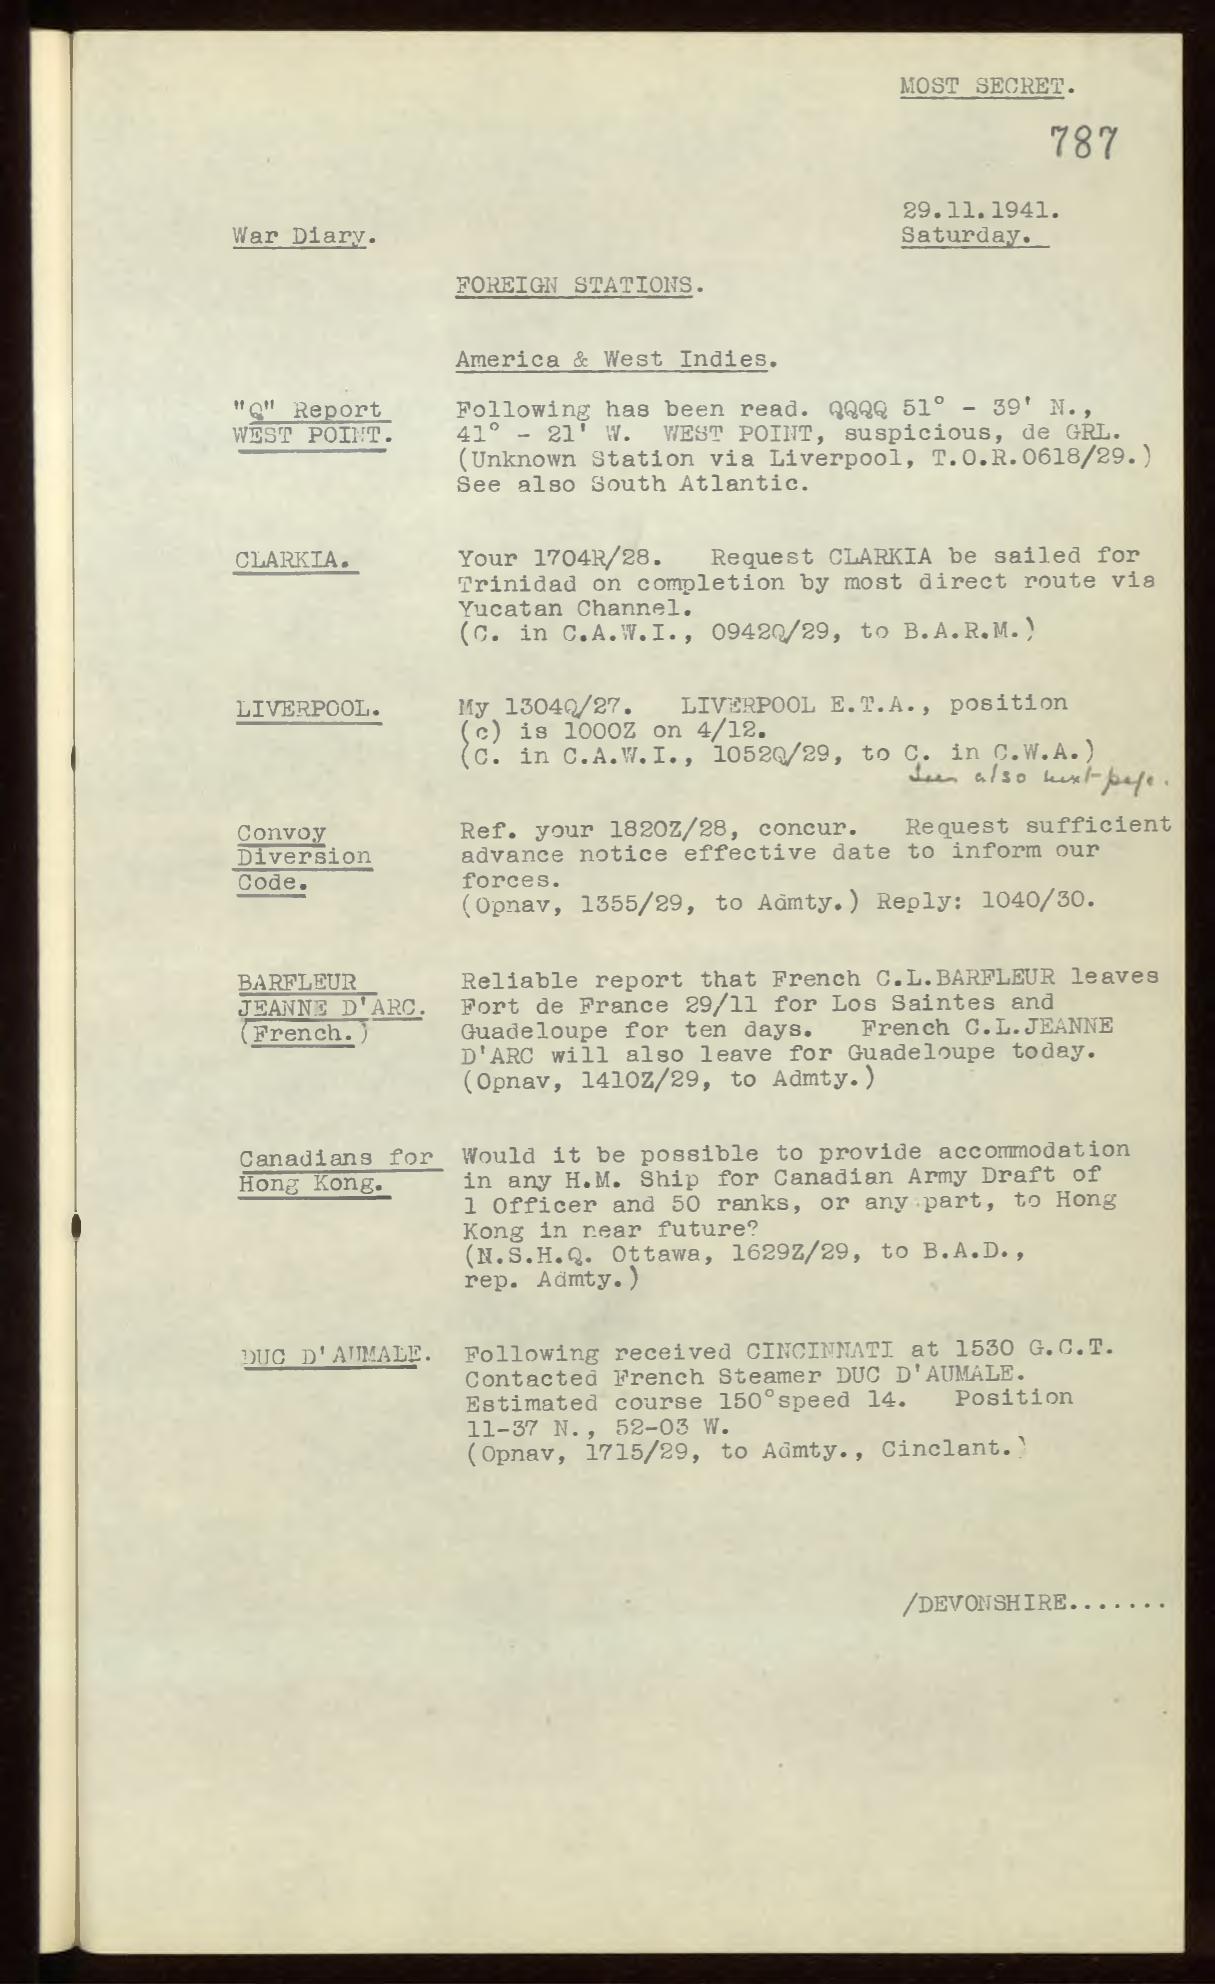 MOST SECRET.
787
29.11.1941.
War Diary.
Saturday.
FOREIGN STATIONS.
America & West Indies.
"Q" Report
WEST POINT.
Following has been read. QQQQ 51° - 39' N.,
41° - 21' W. WEST POINT, suspicious, de GRL.
(Unknown Station via Liverpool, T.O.R.0618/29.)
See also South Atlantic.
CLARKIA.
Your 1704R/28. Request CLARKIA be sailed for
Trinidad on completion by most direct route via
Yucatan Channel.
(C. in C.A.W.I., 0942Q/29, to B.A.R.M.)
LIVERPOOL.
My 1304Q/27. LIVERPOOL E.T.A., position
(c) is 1000Z on 4/12.
(C. in C.A.W.I., 1052Q/29, to C. in C.W.A.)
See also next page.
Convoy
Diversion
Code.
Ref. your 1820Z/28, concur. Request sufficient
advance notice effective date to inform our
forces.
(Opnav, 1355/29, to Admty.) Reply: 1040/30.
BARFLEUR
JEANNE D'ARC.
(French.)
Reliable report that French C.L.BARFLEUR leaves
Fort de France 29/11 for Los Saintes and
Guadeloupe for ten days. French C.L.JEANNE
D'ARC will also leave for Guadeloupe today.
(Opnav, 1410Z/29, to Admty.)
Canadians for
Hong Kong.
Would it be possible to provide accommodation
in any H.M. Ship for Canadian Army Draft of
1 Officer and 50 ranks, or any part, to Hong
Kong in near future?
(N.S.H.Q. Ottawa, 1629Z/29, to B.A.D.,
rep. Admty.)
DUC D'AUMALE.
Following received CINCINNATI at 1530 G.C.T.
Contacted French Steamer DUC D'AUMALE.
Estimated course 150° speed 14. Position
11-37 N., 52-03 W.
(Opnav, 1715/29, to Admty., Cinclant.)
/DEVONSHIRE.......